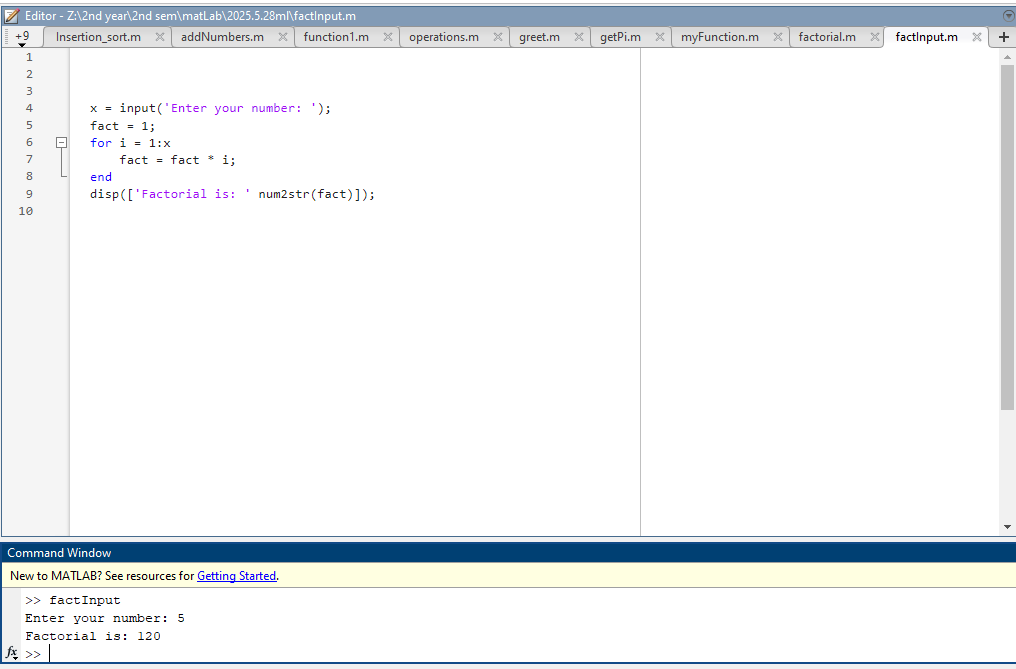 Editor - Z:\2nd year\2nd sem\matLab\2025.5.28ml\factInput.m
+9 Insertion_sort.m addNumbers.m function1.m operations.m greet.m getPi.m myFunction.m factorial.m factInput.m +
1
2
3
4 x = input('Enter your number: ');
5 fact = 1;
6 for i = 1:x
7 fact = fact * i;
8 end
9 disp(['Factorial is: ' num2str(fact)]);
10
Command Window
New to MATLAB? See resources for Getting Started.
>> factInput
Enter your number: 5
Factorial is: 120
fx >>